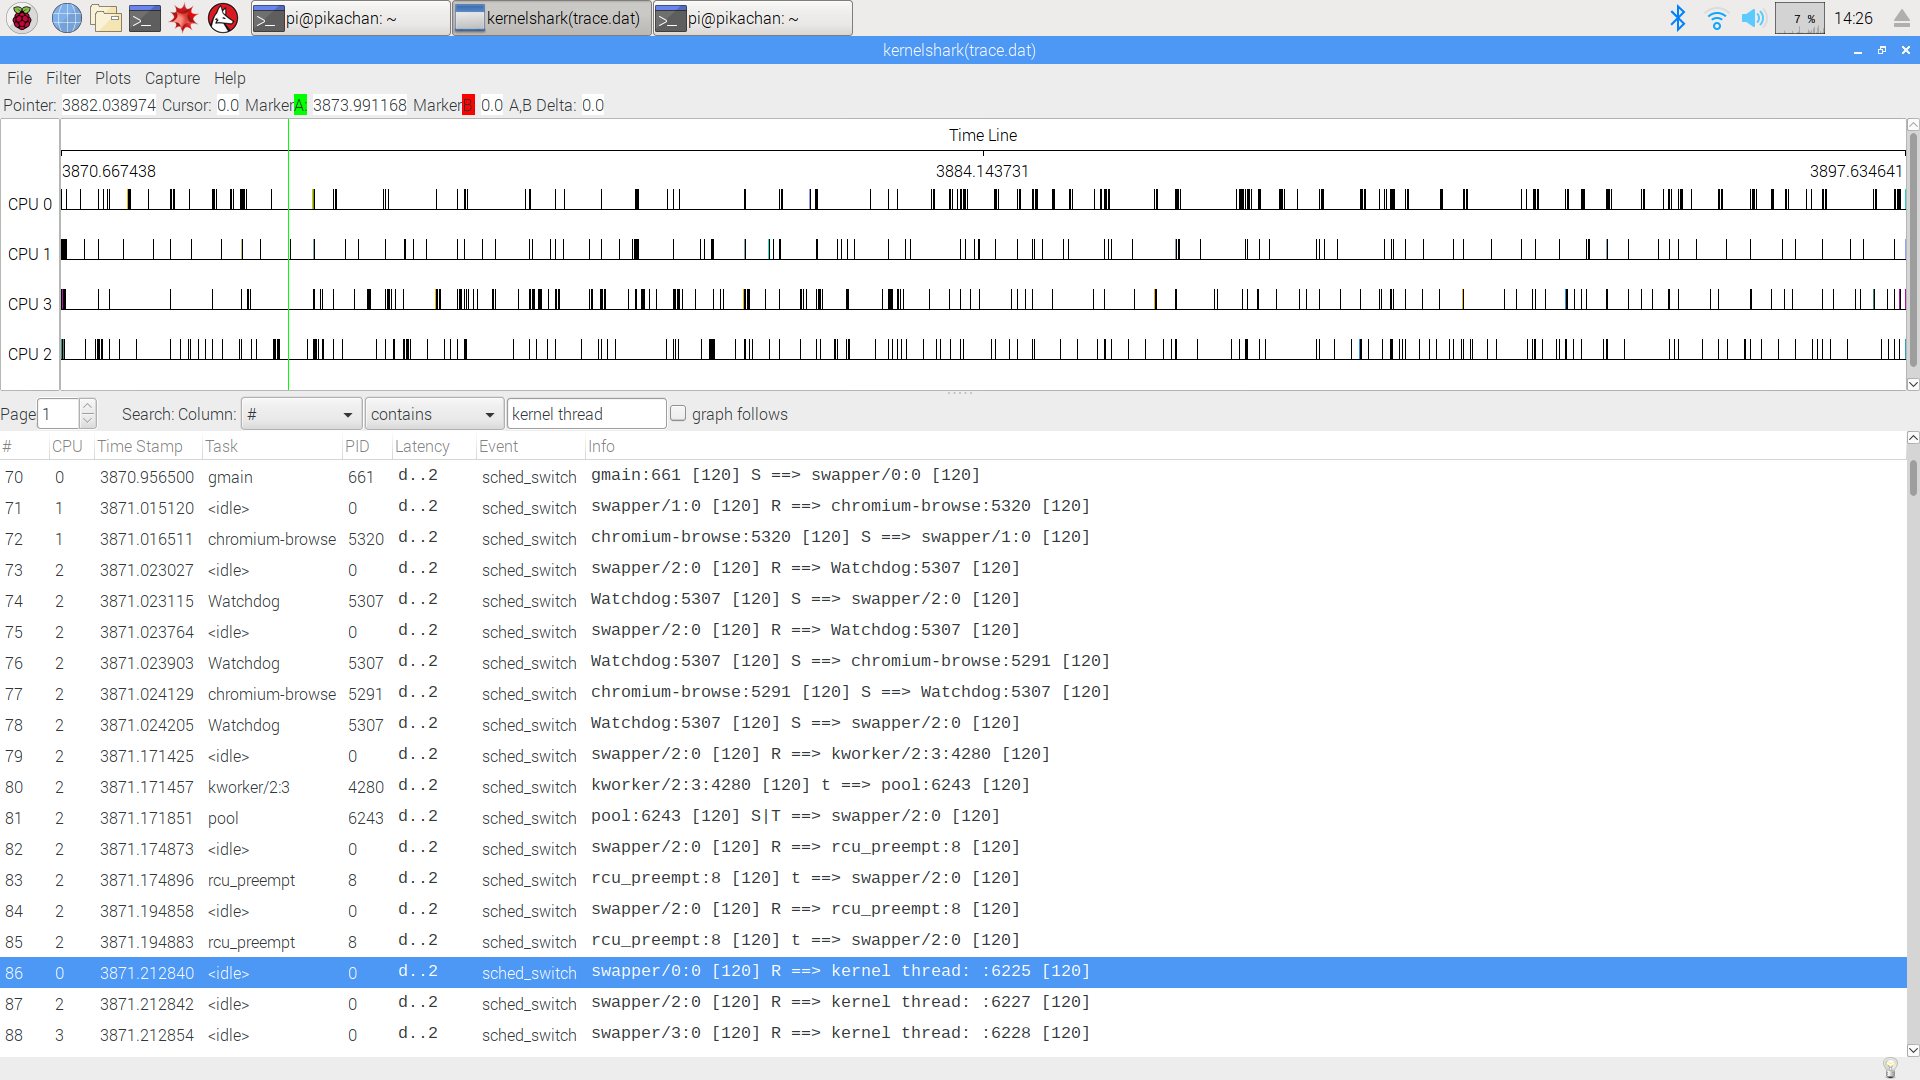 pi@pikachan: ~ kernelshark(trace.dat) pi@pikachan: ~ 7 % 14:26
kernelshark(trace.dat)
File Filter Plots Capture Help
Pointer: 3882.038974 Cursor: 0.0 MarkerA: 3873.991168 MarkerB: 0.0 A,B Delta: 0.0
Time Line
3870.667438 3884.143731 3897.634641
CPU 0
CPU 1
CPU 3
CPU 2
Page 1 Search: Column: # contains kernel thread graph follows
# CPU Time Stamp Task PID Latency Event Info
70 0 3870.956500 gmain 661 d..2 sched_switch gmain:661 [120] S ==> swapper/0:0 [120]
71 1 3871.015120 <idle> 0 d..2 sched_switch swapper/1:0 [120] R ==> chromium-browse:5320 [120]
72 1 3871.016511 chromium-browse 5320 d..2 sched_switch chromium-browse:5320 [120] S ==> swapper/1:0 [120]
73 2 3871.023027 <idle> 0 d..2 sched_switch swapper/2:0 [120] R ==> Watchdog:5307 [120]
74 2 3871.023115 Watchdog 5307 d..2 sched_switch Watchdog:5307 [120] S ==> swapper/2:0 [120]
75 2 3871.023764 <idle> 0 d..2 sched_switch swapper/2:0 [120] R ==> Watchdog:5307 [120]
76 2 3871.023903 Watchdog 5307 d..2 sched_switch Watchdog:5307 [120] S ==> chromium-browse:5291 [120]
77 2 3871.024129 chromium-browse 5291 d..2 sched_switch chromium-browse:5291 [120] S ==> Watchdog:5307 [120]
78 2 3871.024205 Watchdog 5307 d..2 sched_switch Watchdog:5307 [120] S ==> swapper/2:0 [120]
79 2 3871.171425 <idle> 0 d..2 sched_switch swapper/2:0 [120] R ==> kworker/2:3:4280 [120]
80 2 3871.171457 kworker/2:3 4280 d..2 sched_switch kworker/2:3:4280 [120] t ==> pool:6243 [120]
81 2 3871.171851 pool 6243 d..2 sched_switch pool:6243 [120] S|T ==> swapper/2:0 [120]
82 2 3871.174873 <idle> 0 d..2 sched_switch swapper/2:0 [120] R ==> rcu_preempt:8 [120]
83 2 3871.174896 rcu_preempt 8 d..2 sched_switch rcu_preempt:8 [120] t ==> swapper/2:0 [120]
84 2 3871.194858 <idle> 0 d..2 sched_switch swapper/2:0 [120] R ==> rcu_preempt:8 [120]
85 2 3871.194883 rcu_preempt 8 d..2 sched_switch rcu_preempt:8 [120] t ==> swapper/2:0 [120]
86 0 3871.212840 <idle> 0 d..2 sched_switch swapper/0:0 [120] R ==> kernel thread: :6225 [120]
87 2 3871.212842 <idle> 0 d..2 sched_switch swapper/2:0 [120] R ==> kernel thread: :6227 [120]
88 3 3871.212854 <idle> 0 d..2 sched_switch swapper/3:0 [120] R ==> kernel thread: :6228 [120]